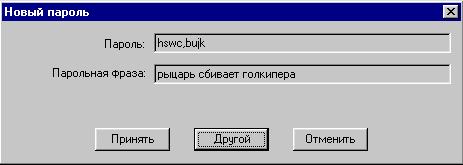 Новый пароль
Пароль: hswc,bujk
Парольная фраза: рыцарь сбивает голкипера
Принять Другой Отменить